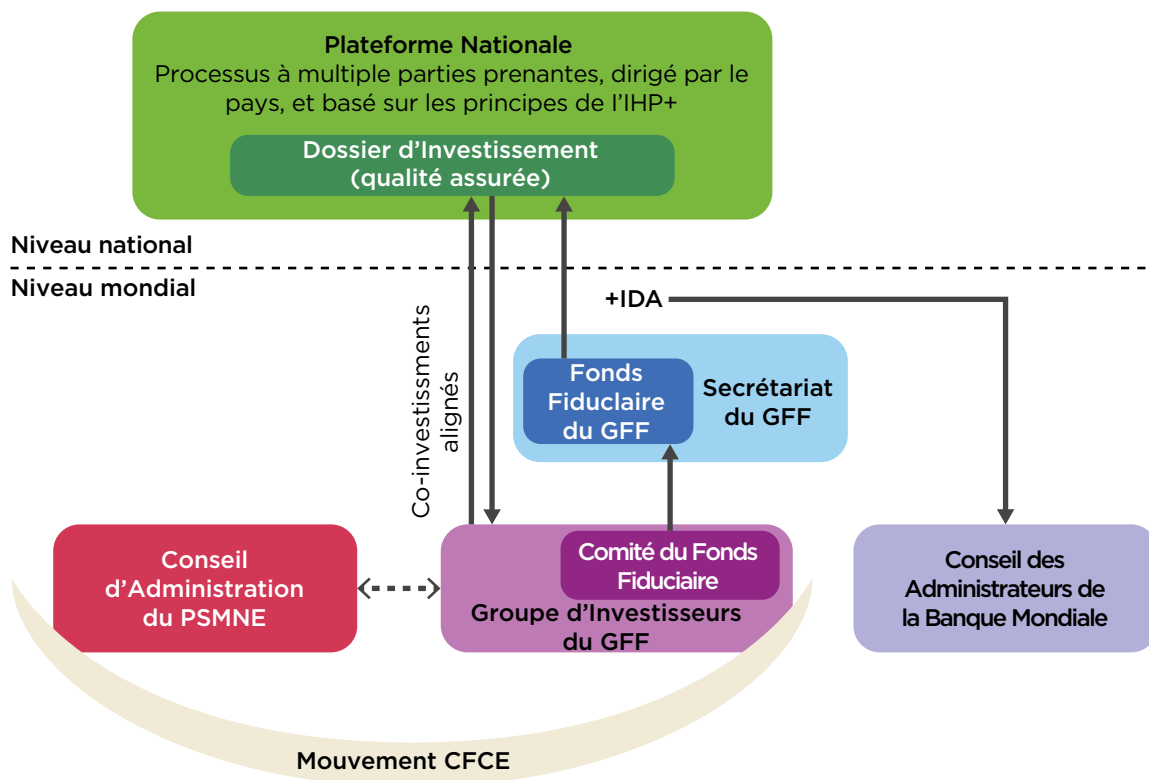 Plateforme Nationale
Processus à multiple parties prenantes, dirigé par le
pays, et basé sur les principes de l'IHP+
Dossier d'Investissement
(qualité assurée)
Niveau national
Niveau mondial
+IDA
Co-investissments
alignés
Fonds
Fiduclaire
du GFF
Secrétariat
du GFF
Conseil
d'Administration
du PSMNE
Comité du Fonds
Fiduciaire
Groupe d'Investisseurs
du GFF
Conseil des
Administrateurs de
la Banque Mondiale
Mouvement CFCE